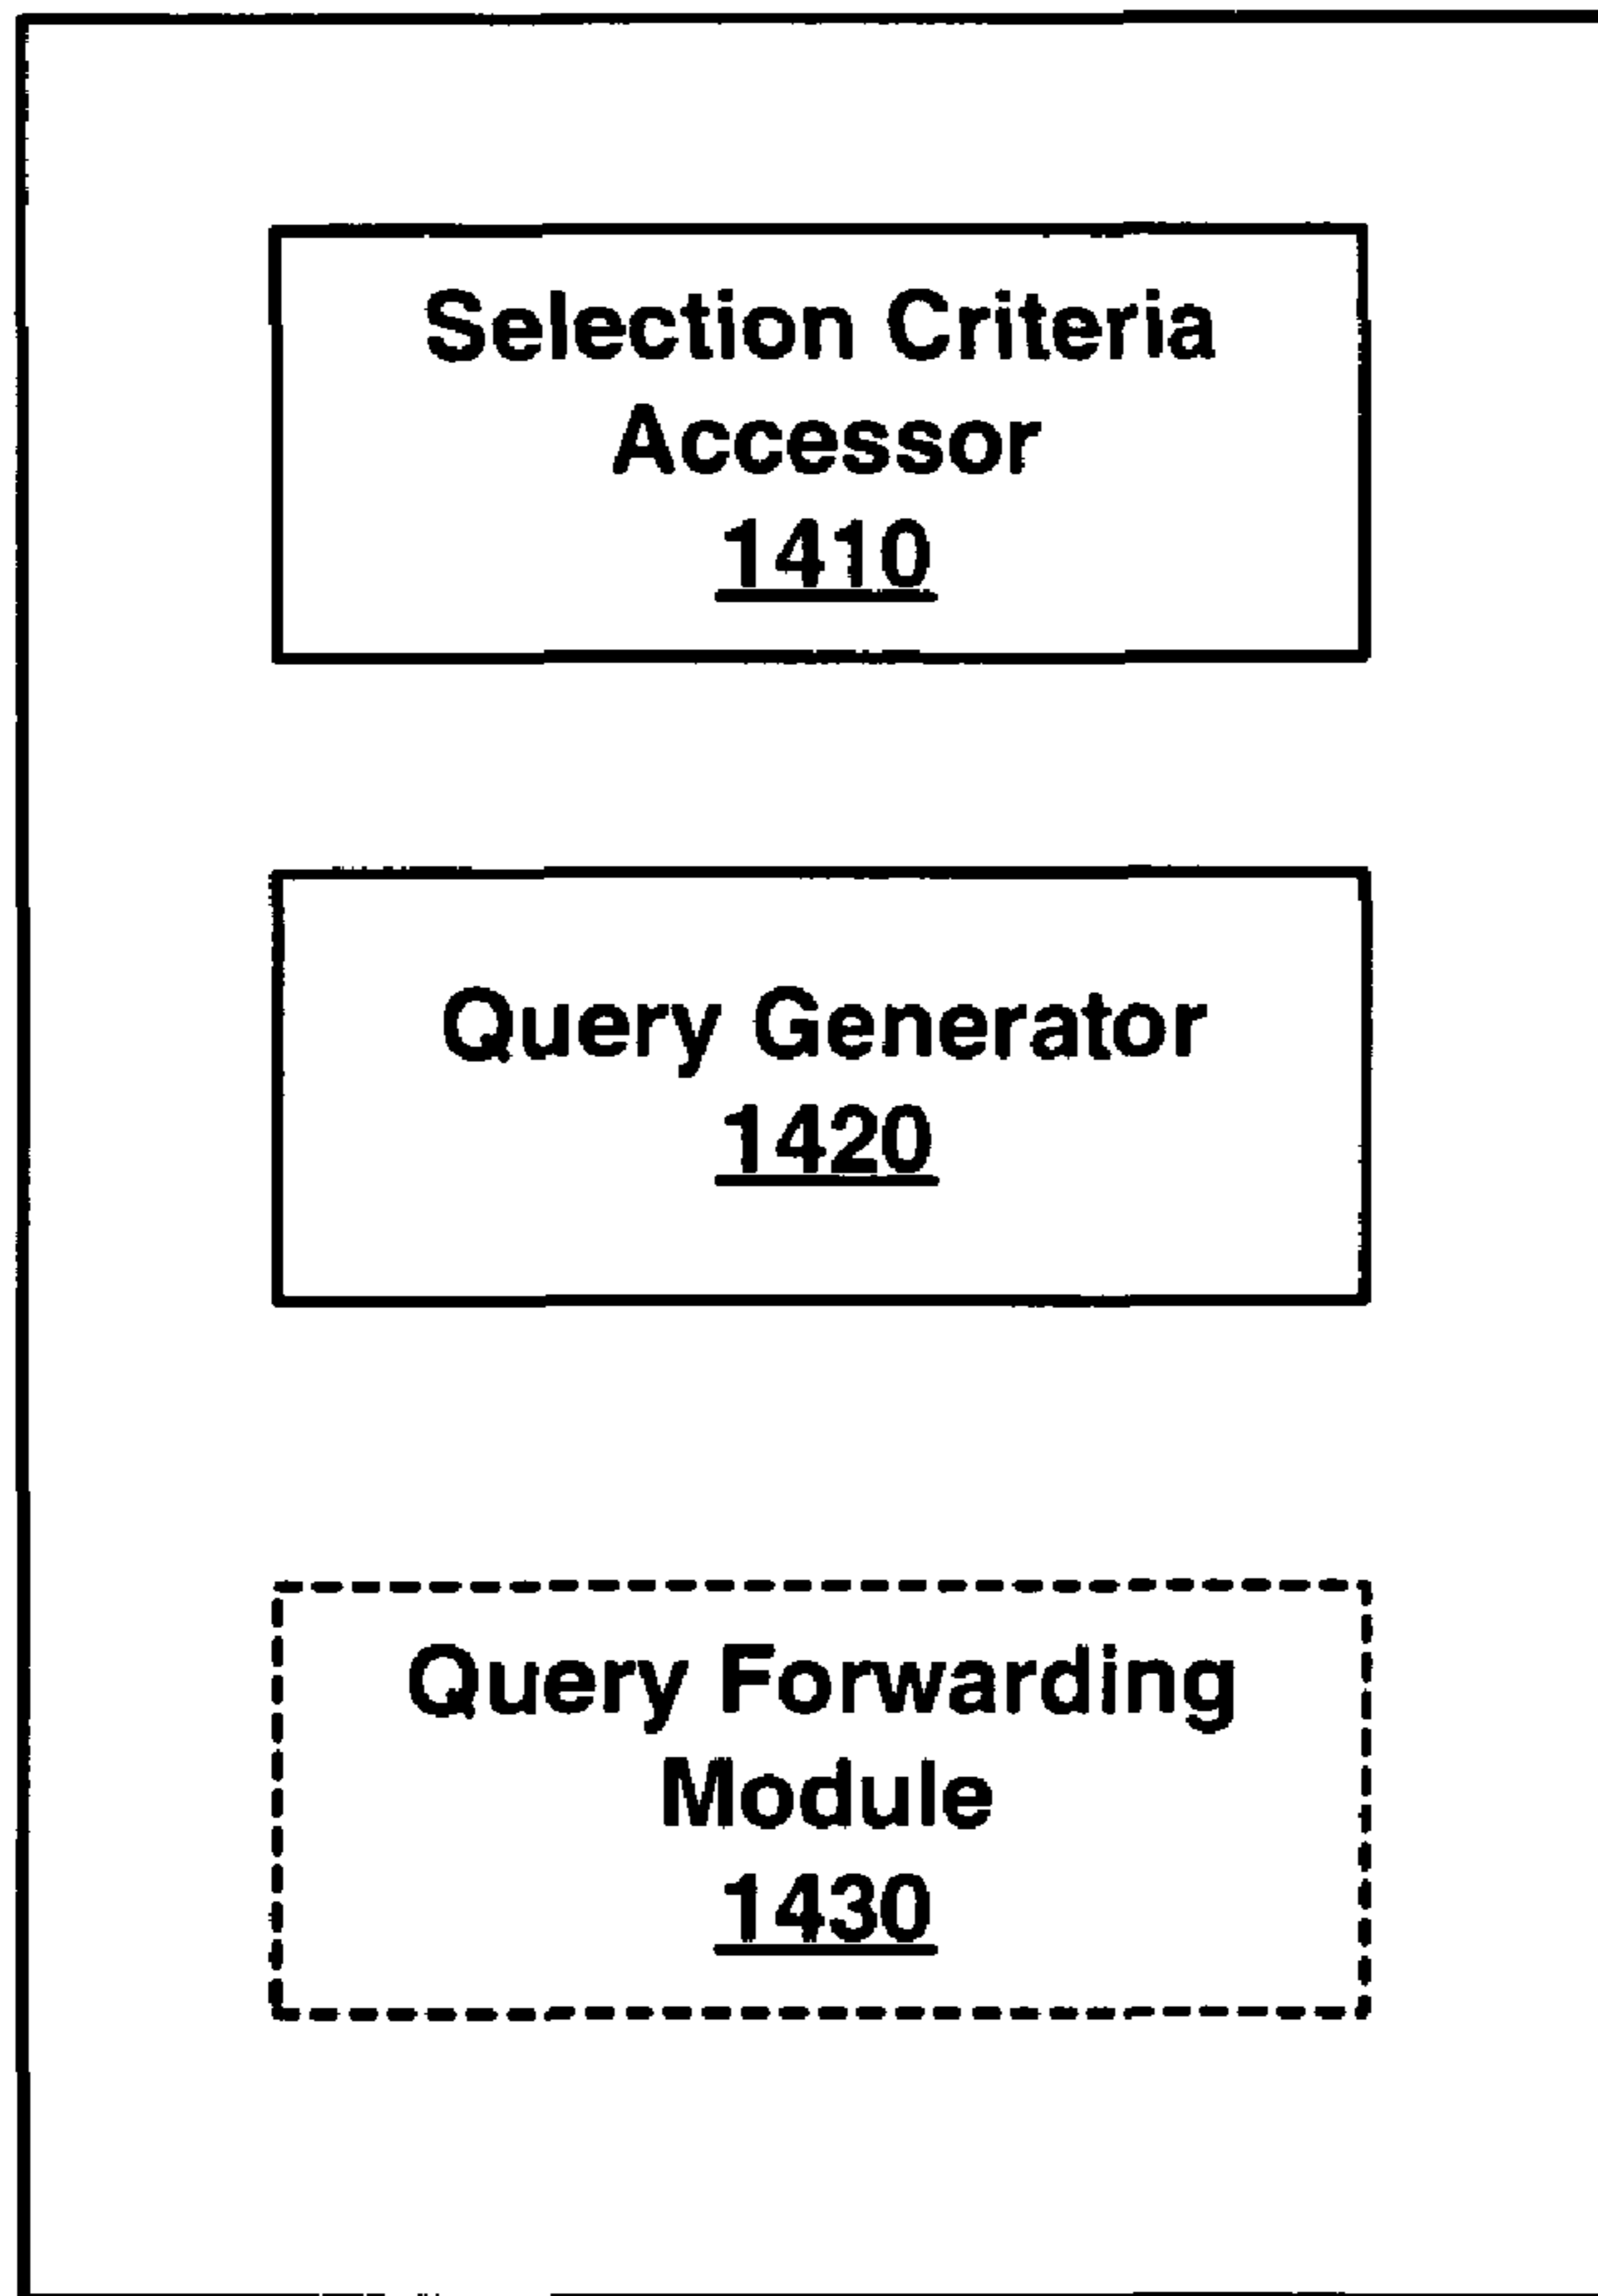 Selection Criteria
Accessor
1410
Query Generator
1420
Query Forwarding
Module
1430